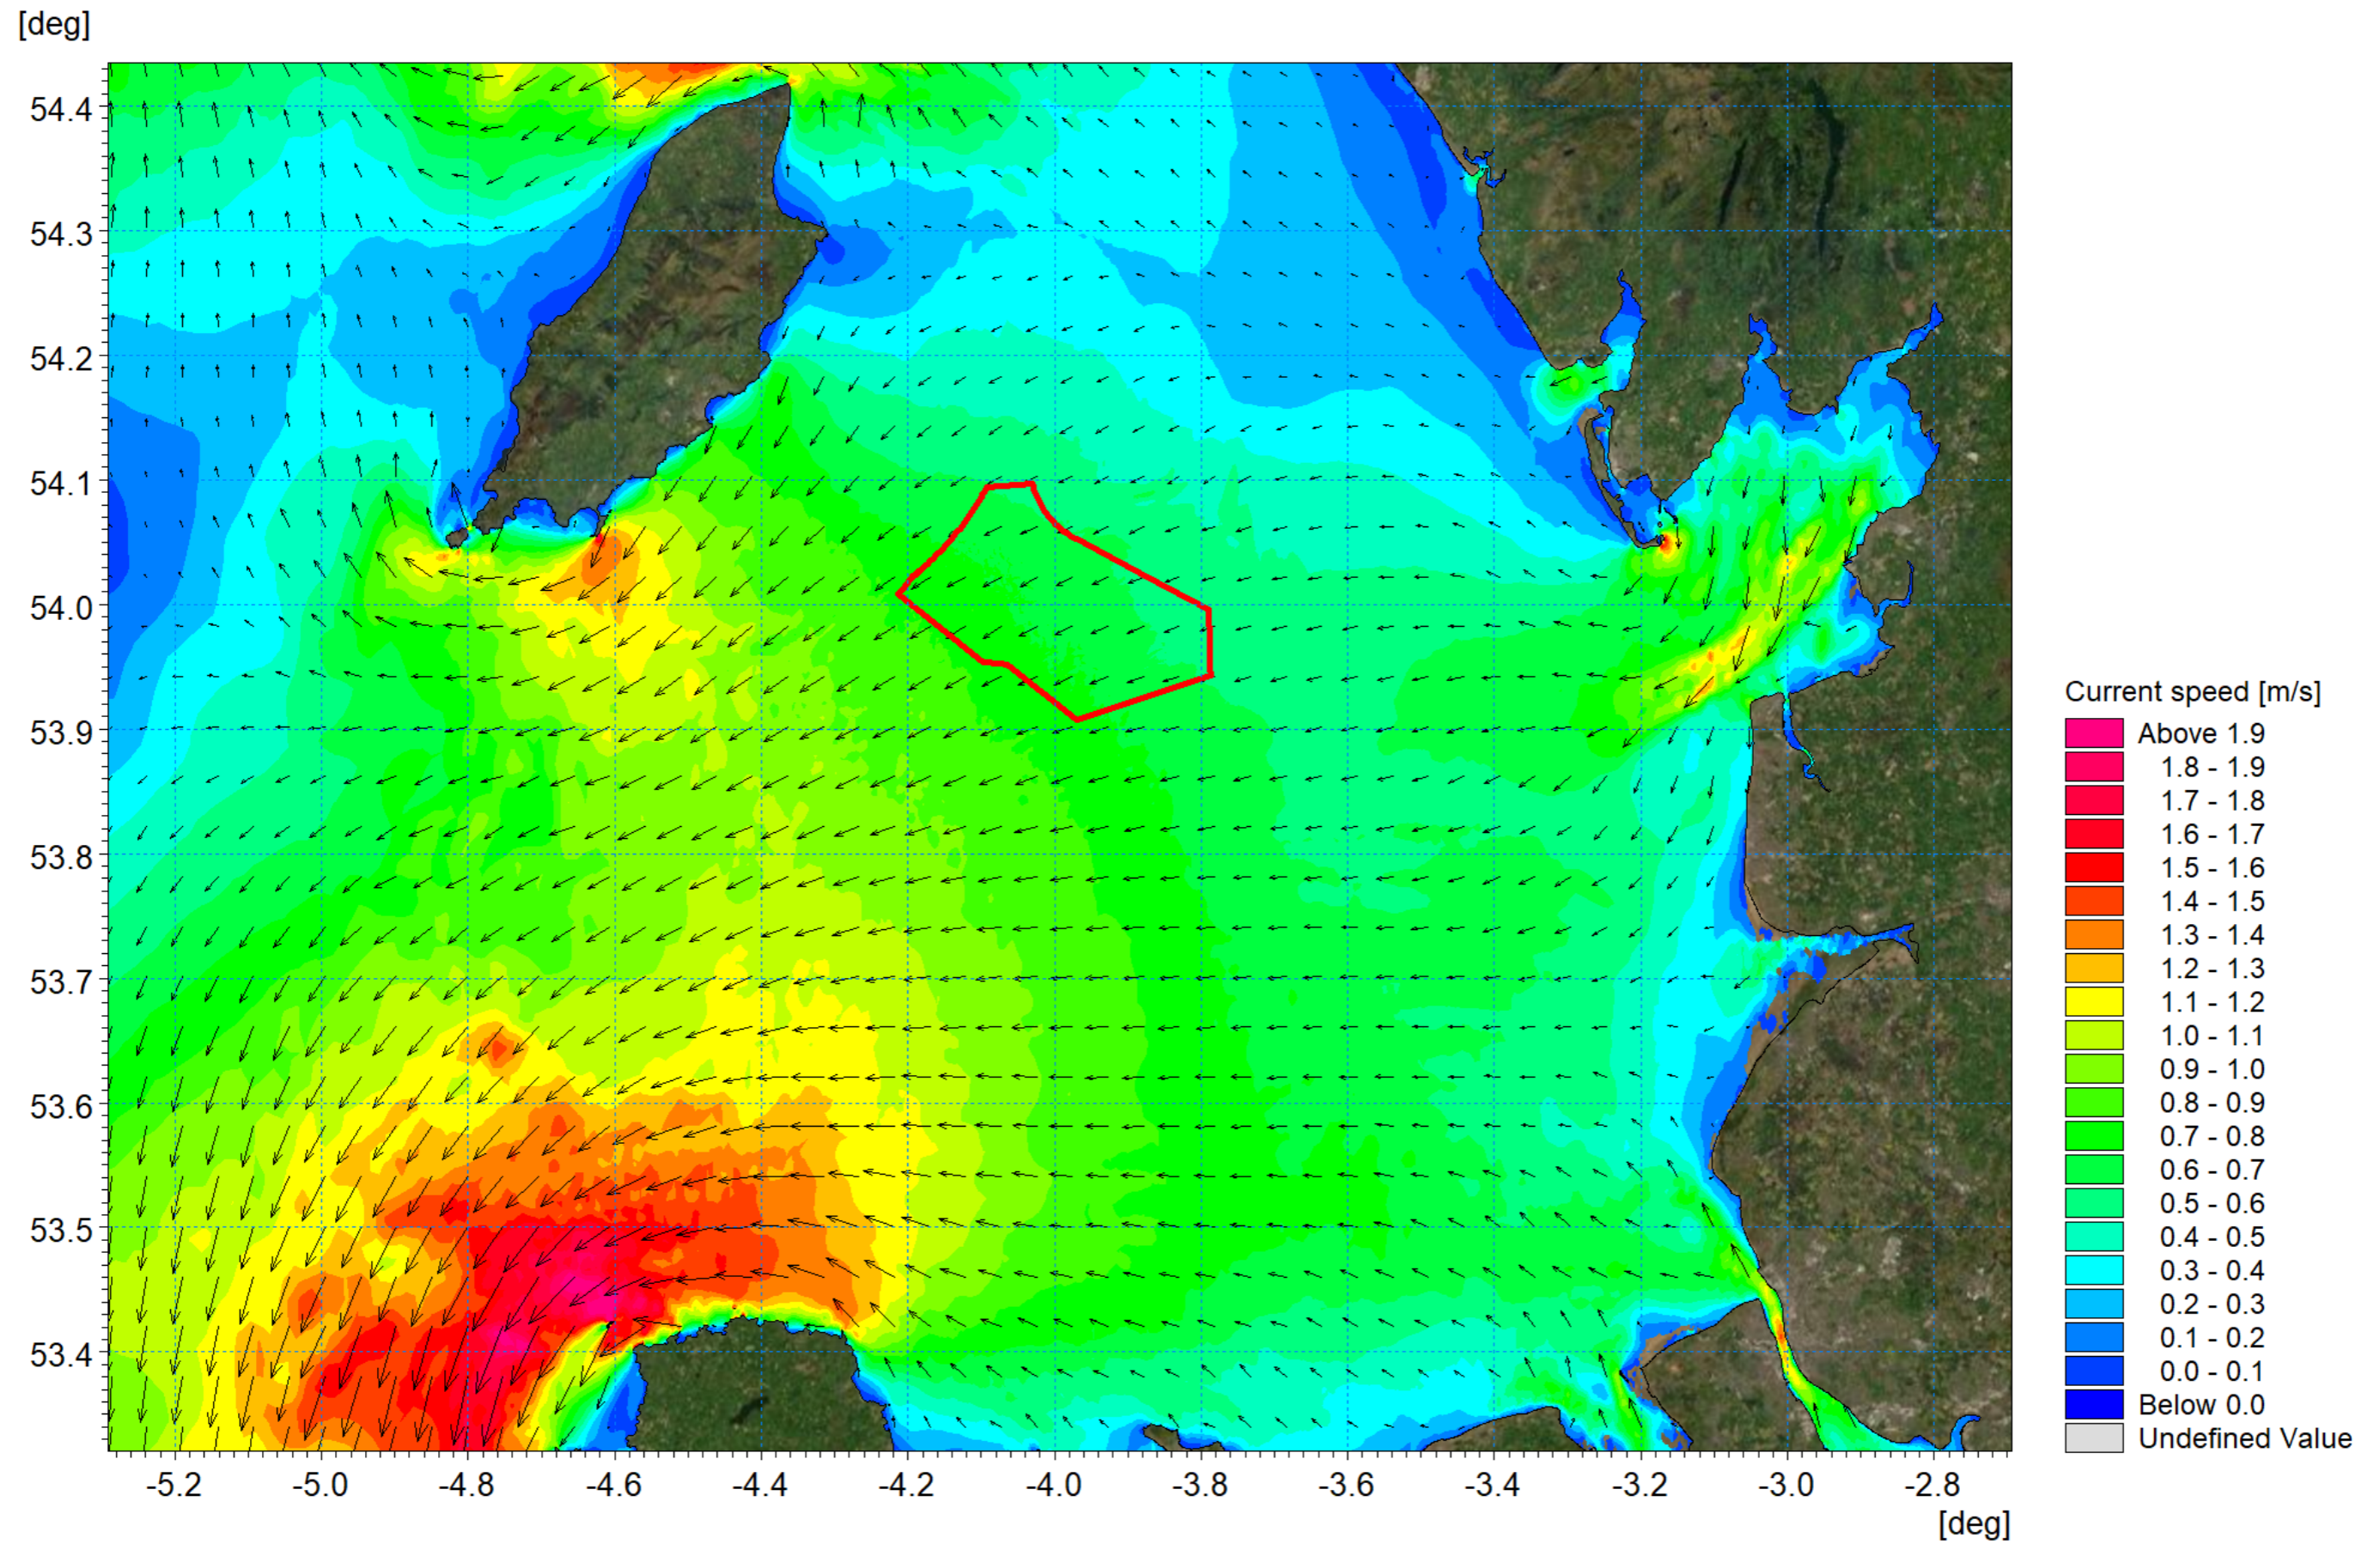 [deg]
54.4
54.3
54.2
54.1
54.0
53.9
53.8
53.7
53.6
53.5
53.4
-5.2 -5.0 -4.8 -4.6 -4.4 -4.2 -4.0 -3.8 -3.6 -3.4 -3.2 -3.0 -2.8
[deg]
Current speed [m/s]
Above 1.9
1.8 - 1.9
1.7 - 1.8
1.6 - 1.7
1.5 - 1.6
1.4 - 1.5
1.3 - 1.4
1.2 - 1.3
1.1 - 1.2
1.0 - 1.1
0.9 - 1.0
0.8 - 0.9
0.7 - 0.8
0.6 - 0.7
0.5 - 0.6
0.4 - 0.5
0.3 - 0.4
0.2 - 0.3
0.1 - 0.2
0.0 - 0.1
Below 0.0
Undefined Value